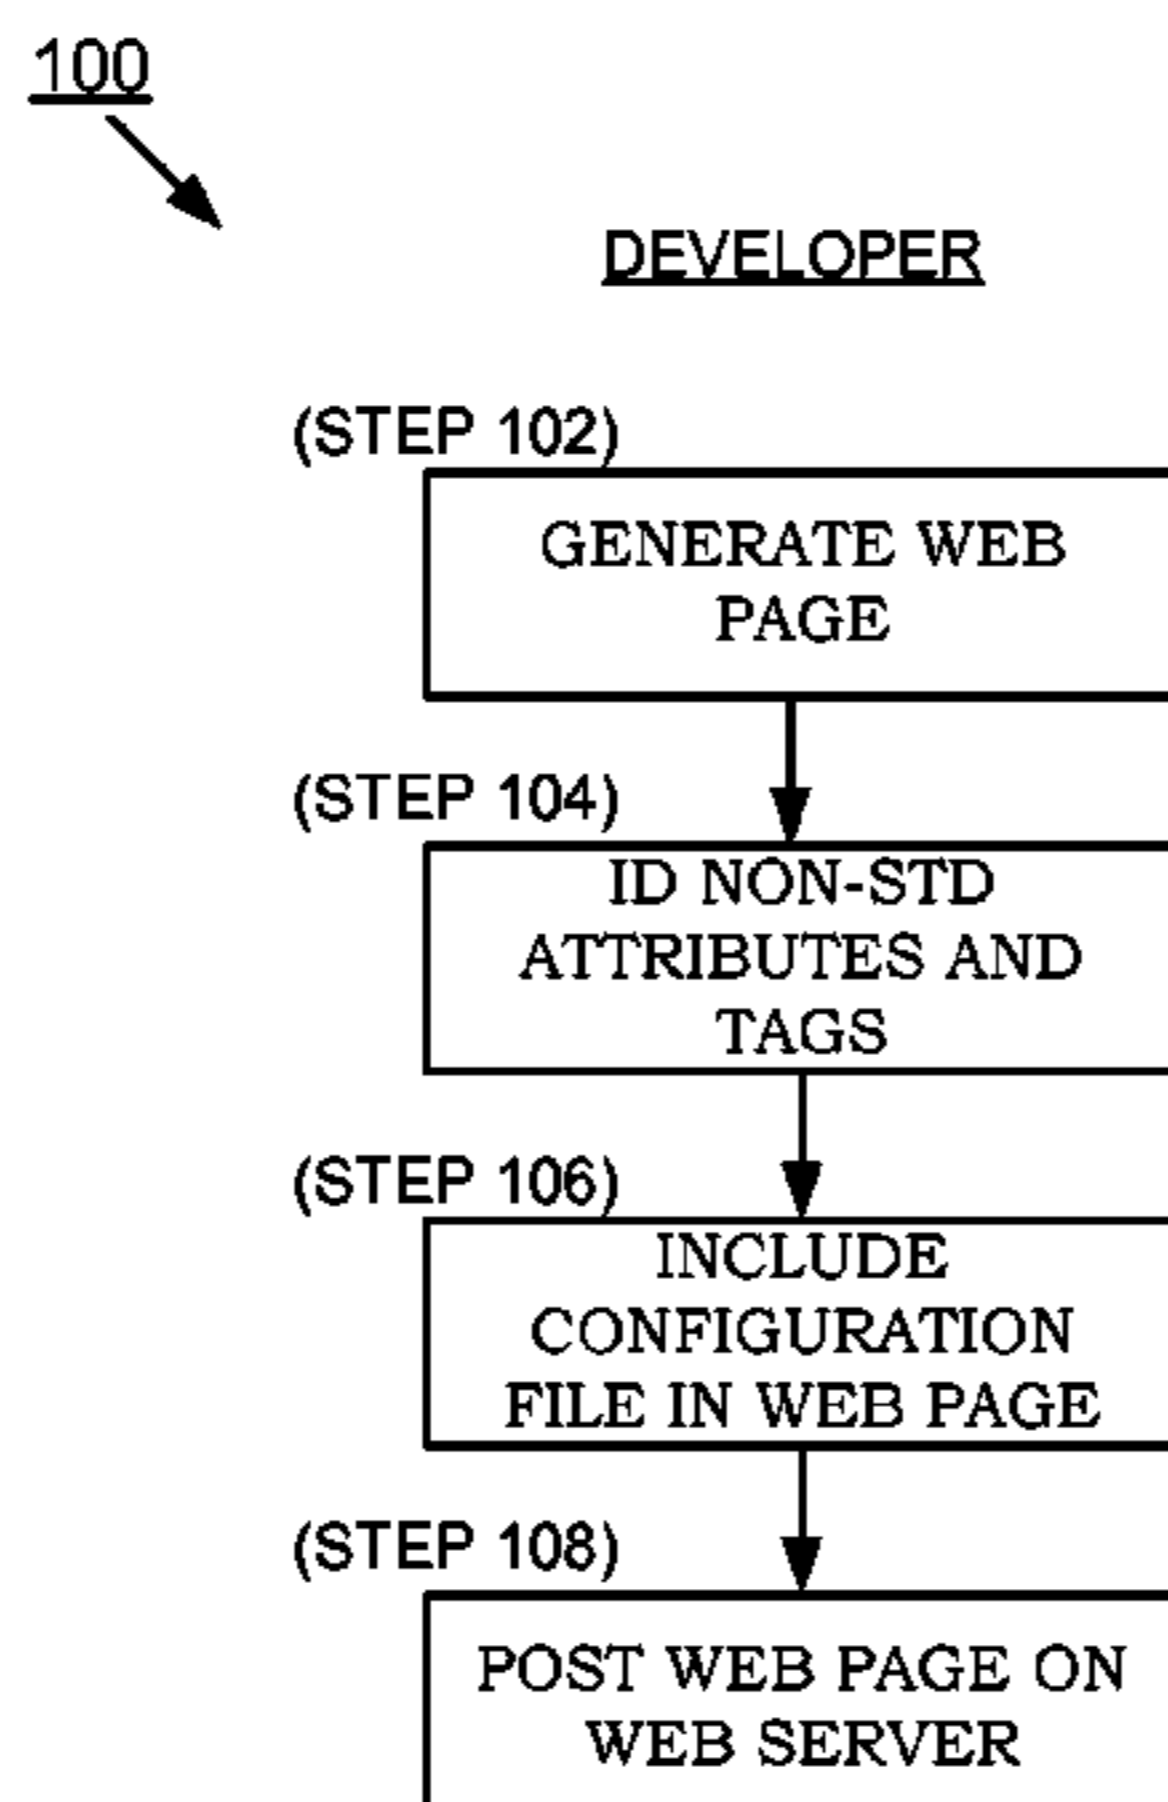 100
DEVELOPER
(STEP 102)
GENERATE WEB
PAGE
(STEP 104)
ID NON-STD
ATTRIBUTES AND
TAGS
(STEP 106)
INCLUDE
CONFIGURATION
FILE IN WEB PAGE
(STEP 108)
POST WEB PAGE ON
WEB SERVER